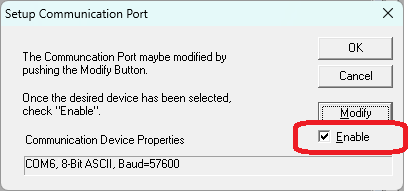 Setup Communication Port
The Communcation Port maybe modified by
pushing the Modify Button.
Once the desired device has been selected,
check "Enable".
Communication Device Properties
COM6, 8-Bit ASCII, Baud=57600
OK
Cancel
Modify
Enable